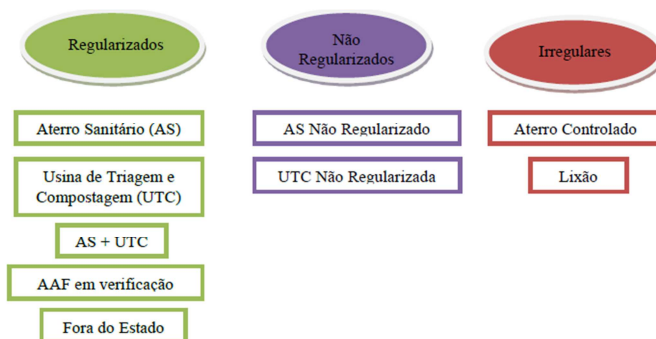 Regularizados
Aterro Sanitário (AS)
Usina de Triagem e
Compostagem (UTC)
AS + UTC
AAF em verificação
Fora do Estado
Não
Regularizados
AS Não Regularizado
UTC Não Regularizada
Irregulares
Aterro Controlado
Lixão